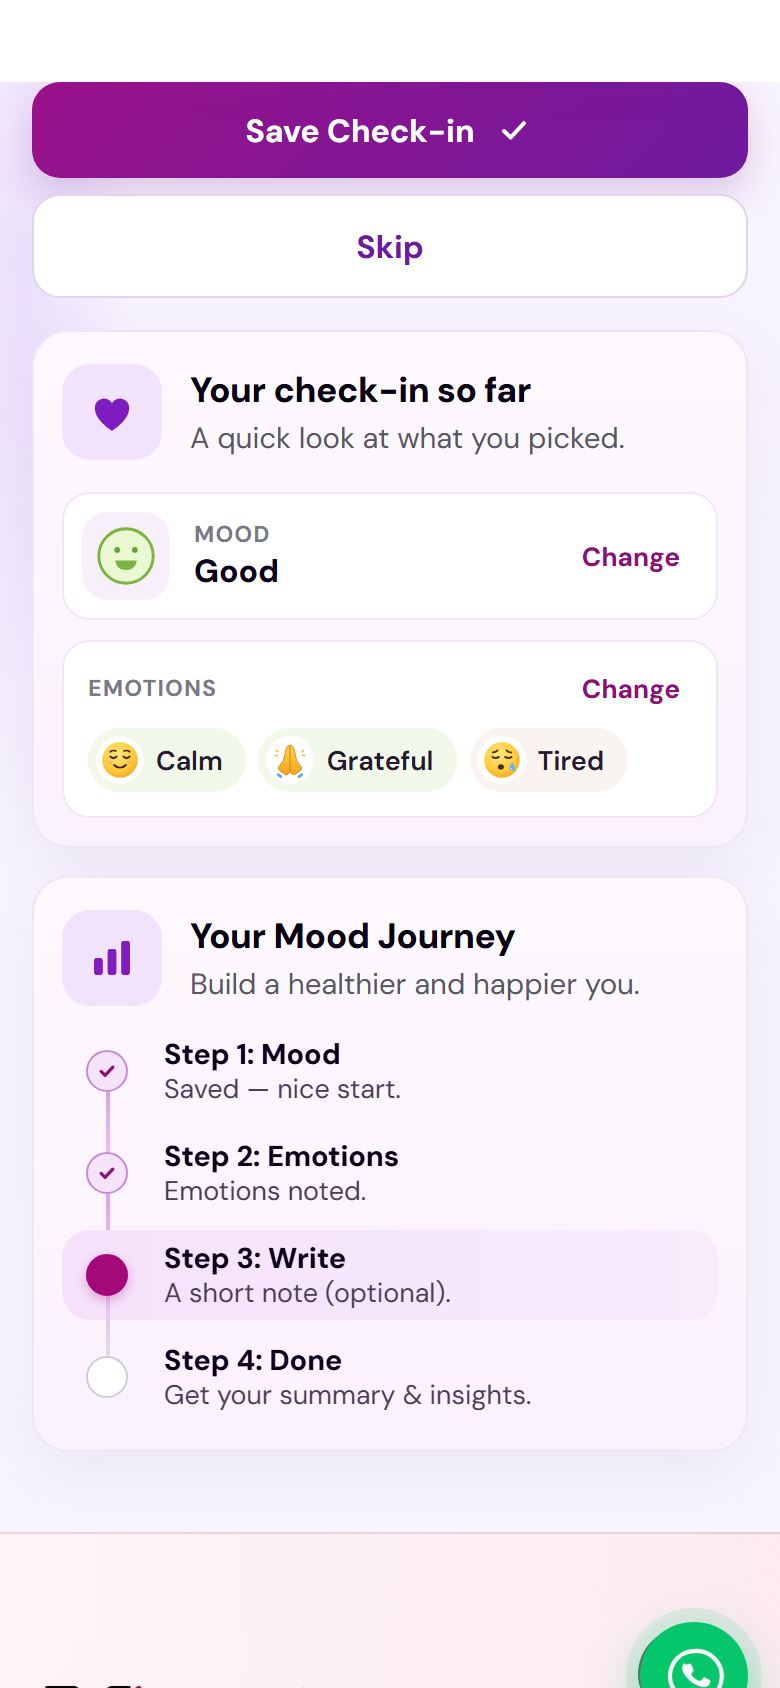 Save Check-in
Skip
Your check-in so far
A quick look at what you picked.
MOOD
Good
Change
EMOTIONS
Change
Calm
Grateful
Tired
Your Mood Journey
Build a healthier and happier you.
Step 1: Mood
Saved — nice start.
Step 2: Emotions
Emotions noted.
Step 3: Write
A short note (optional).
Step 4: Done
Get your summary & insights.